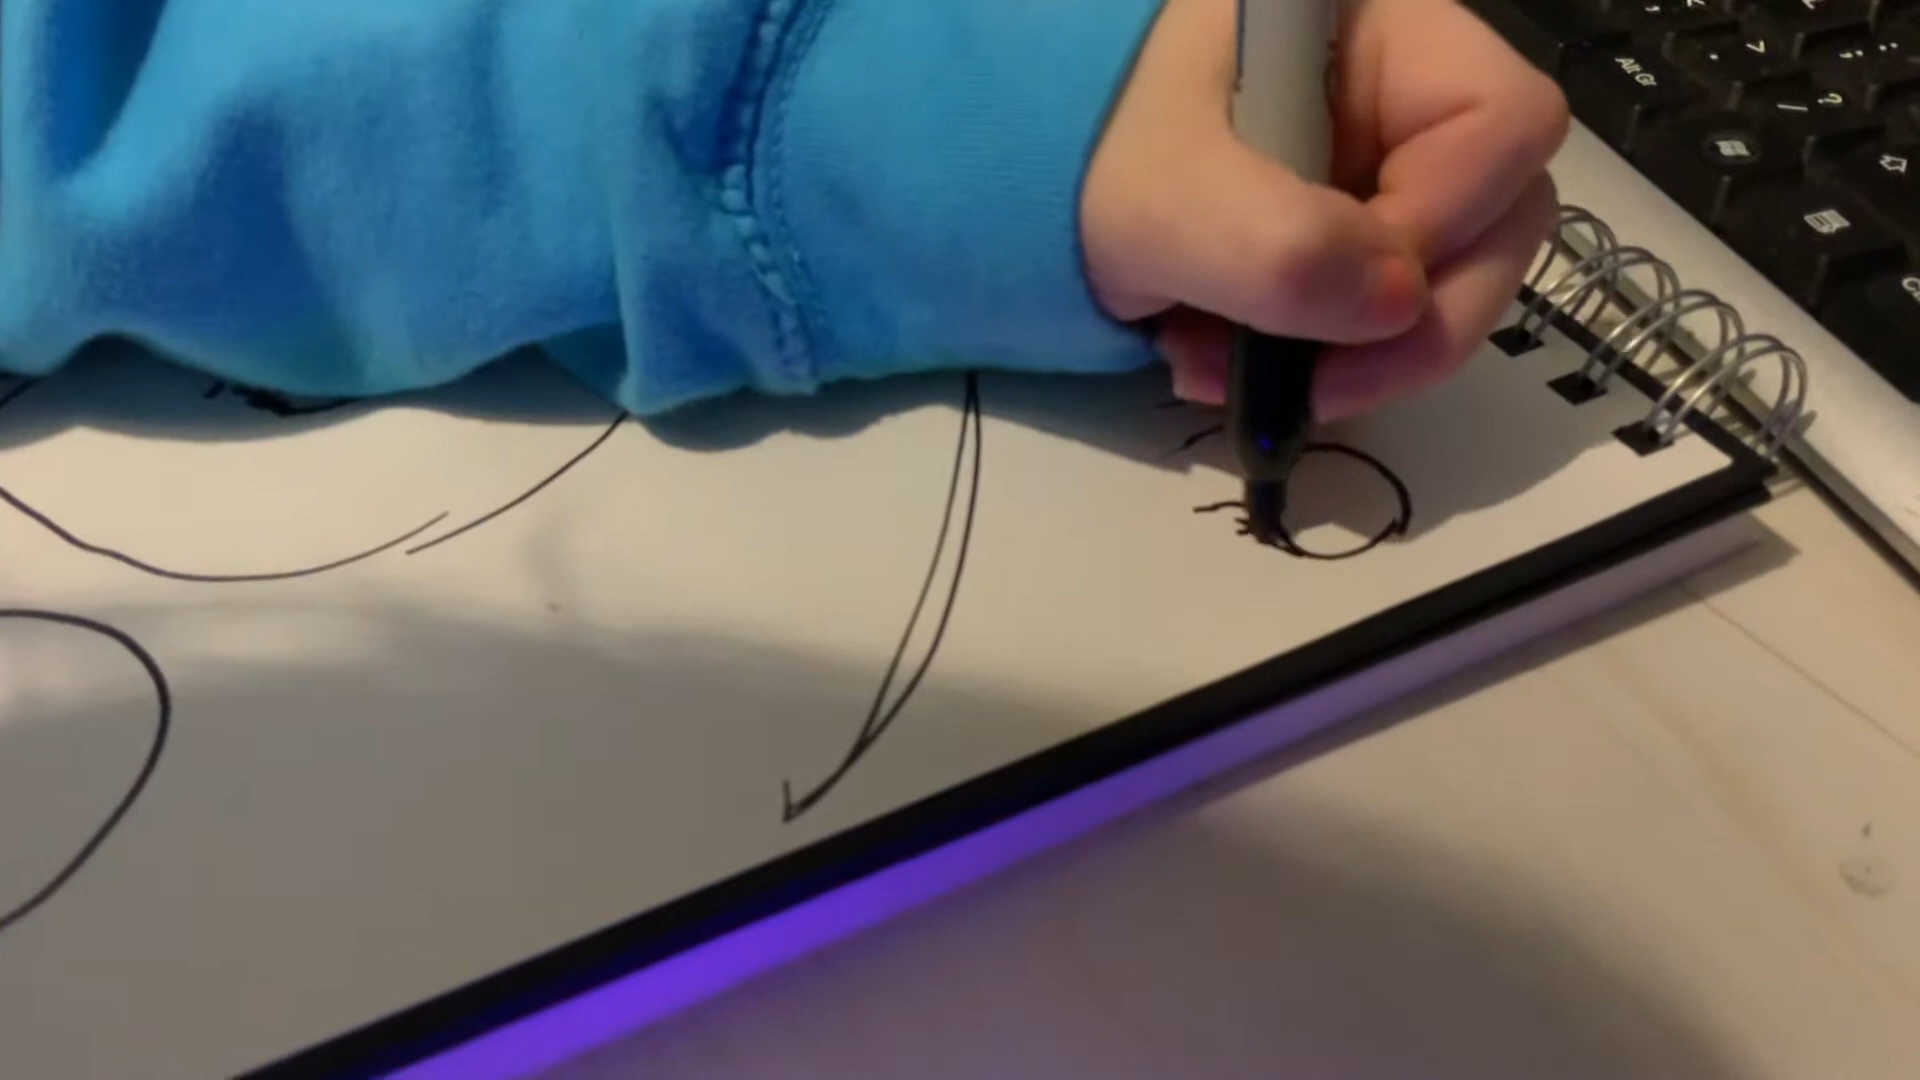 Alt Gr
, <
. >
; :
/ ?